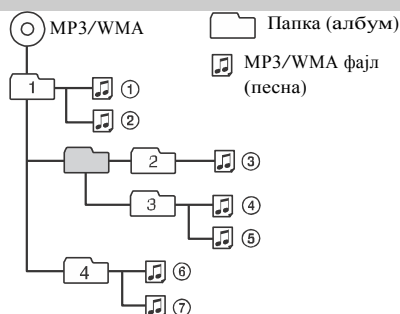 MP3/WMA
Папка (албум)
MP3/WMA фајл
(песна)
1
①
②
2
③
3
④
⑤
4
⑥
⑦